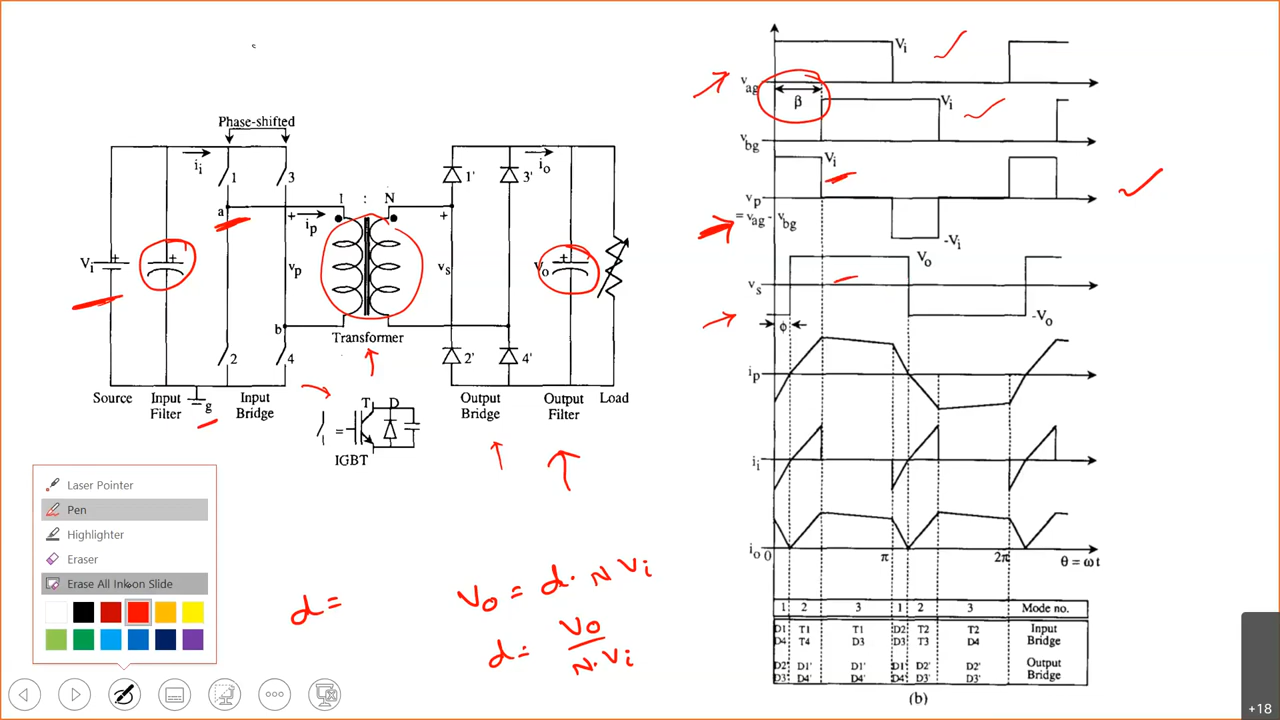 Phase-shifted
i_i
1
3
a
1 : N
+
i_p
+
V_i
+
+
v_p
v_s
b
Transformer
2
4
g
1'
3'
i_o
V_o
+
2'
4'
Source
Input Filter
Input Bridge
Output Bridge
Output Filter
Load
=
T D
IGBT
Laser Pointer
Pen
Highlighter
Eraser
Erase All Ink on Slide
d =
V_o = d · N V_i
d = V_o / N · V_i
v_ag
V_i
β
v_bg
V_i
v_p
= v_ag - v_bg
V_i
-V_i
v_s
V_o
-V_o
ϕ
i_p
i_i
i_o
0
π
2π
θ = ω t
1 2 3 1 2 3 Mode no.
D1 T1 T1 D2 T2 T2 Input
D4 T4 D3 D3 T3 D4 Bridge
D2' D1' D1' D1' D2' D2' Output
D3' D4' D4' D4' D3' D3' Bridge
(b)
+18